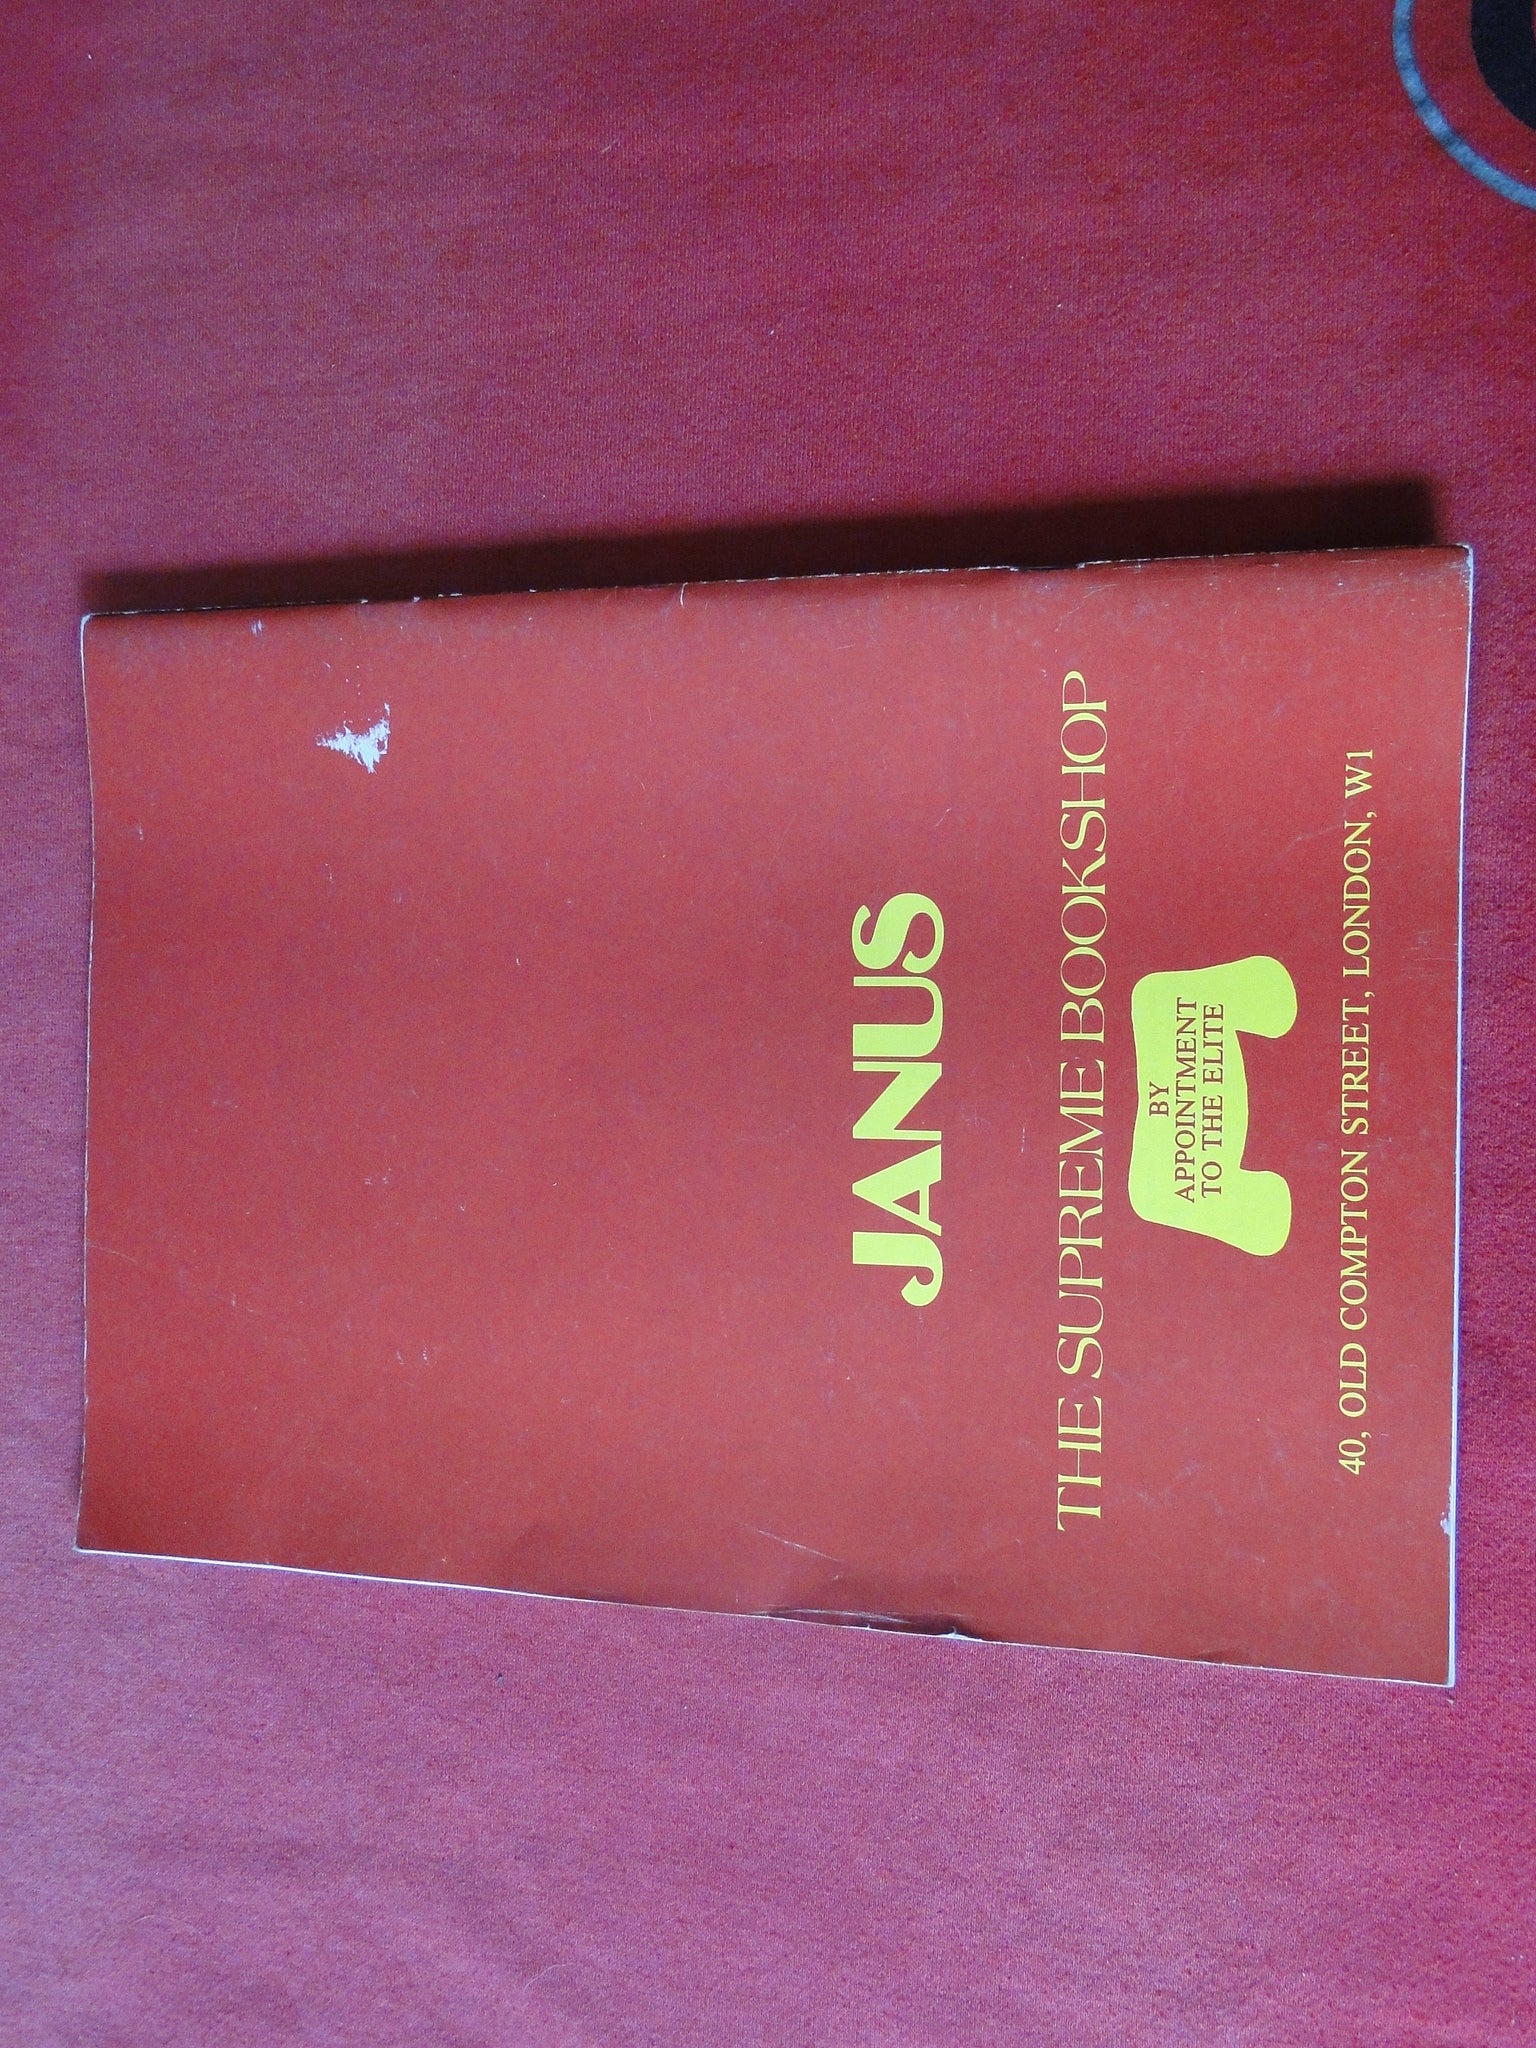 JANUS
THE SUPREME BOOKSHOP
BY
APPOINTMENT
TO THE ELITE
40, OLD COMPTON STREET, LONDON, W1